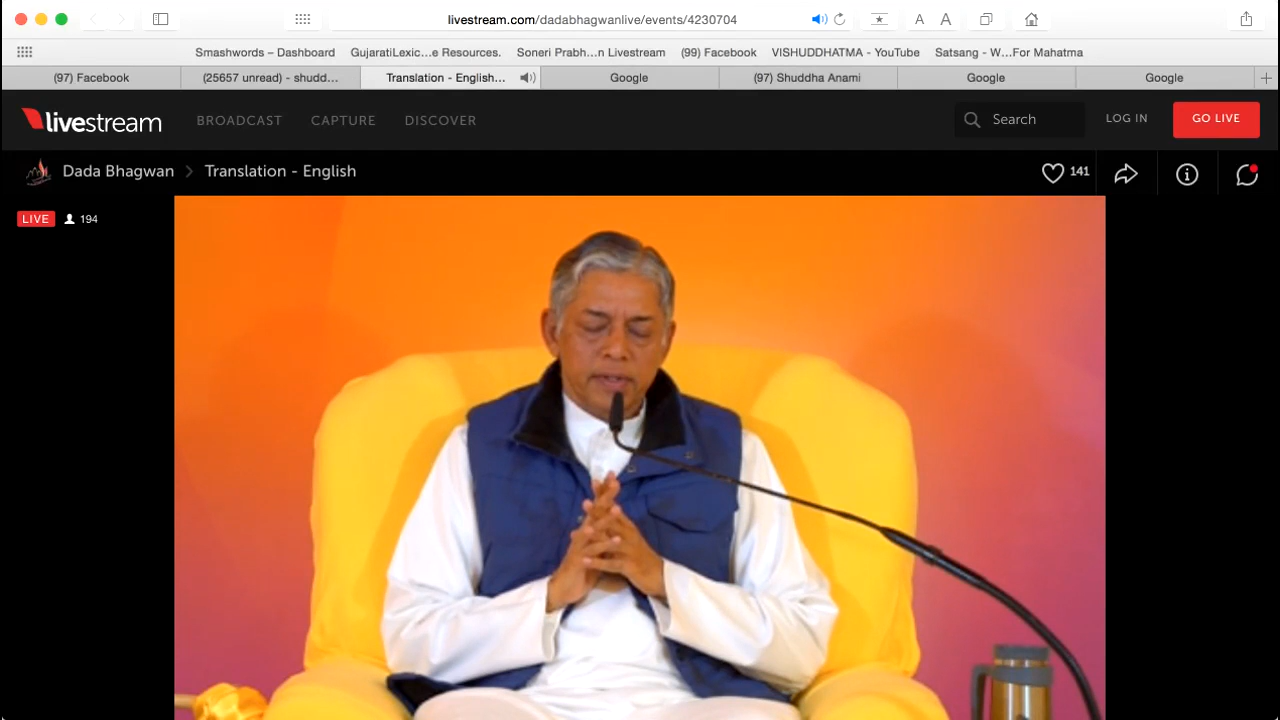 livestream.com/dadabhagwanlive/events/4230704 A A
Smashwords – Dashboard GujaratiLexic...e Resources. Soneri Prabh...n Livestream (99) Facebook VISHUDDHATMA - YouTube Satsang - W...For Mahatma
(97) Facebook (25657 unread) - shudd... Translation - English... Google (97) Shuddha Anami Google Google
livestream BROADCAST CAPTURE DISCOVER Search LOG IN GO LIVE
Dada Bhagwan Translation - English 141
LIVE 194